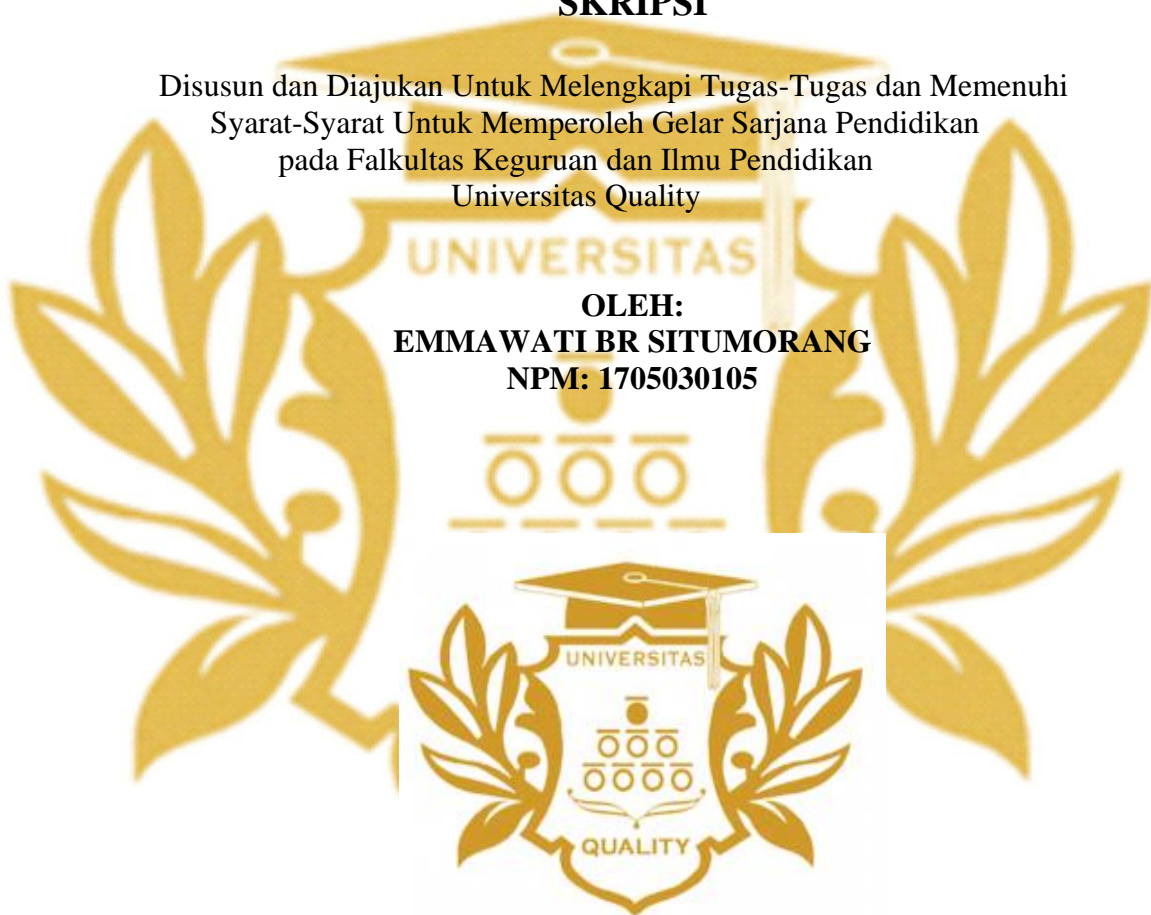 SKRIPSI
Disusun dan Diajukan Untuk Melengkapi Tugas-Tugas dan Memenuhi
Syarat-Syarat Untuk Memperoleh Gelar Sarjana Pendidikan
pada Falkultas Keguruan dan Ilmu Pendidikan
Universitas Quality
UNIVERSITAS
OLEH:
EMMAWATI BR SITUMORANG
NPM: 1705030105
UNIVERSITAS
QUALITY